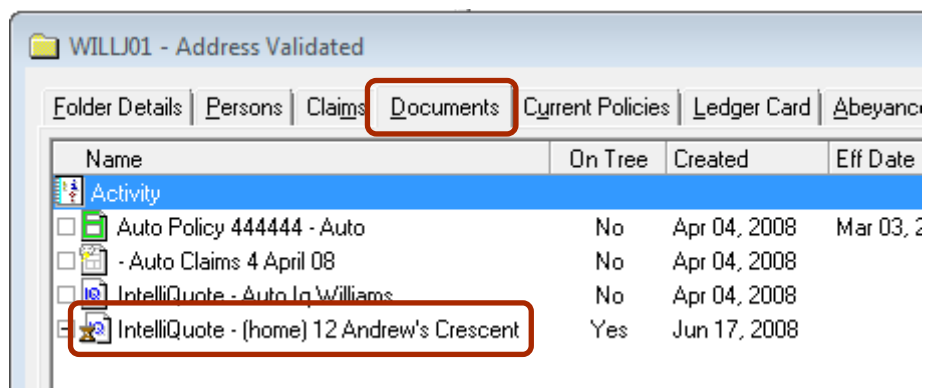 WILLJ01 - Address Validated
Folder Details Persons Claims Documents Current Policies Ledger Card
Name On Tree Created Eff Date
Activity
Auto Policy 444444 - Auto No Apr 04, 2008 Mar 03,
- Auto Claims 4 April 08 No Apr 04, 2008
IntelliQuote - Auto Iq Williams No Apr 04, 2008
IntelliQuote - (home) 12 Andrew's Crescent Yes Jun 17, 2008